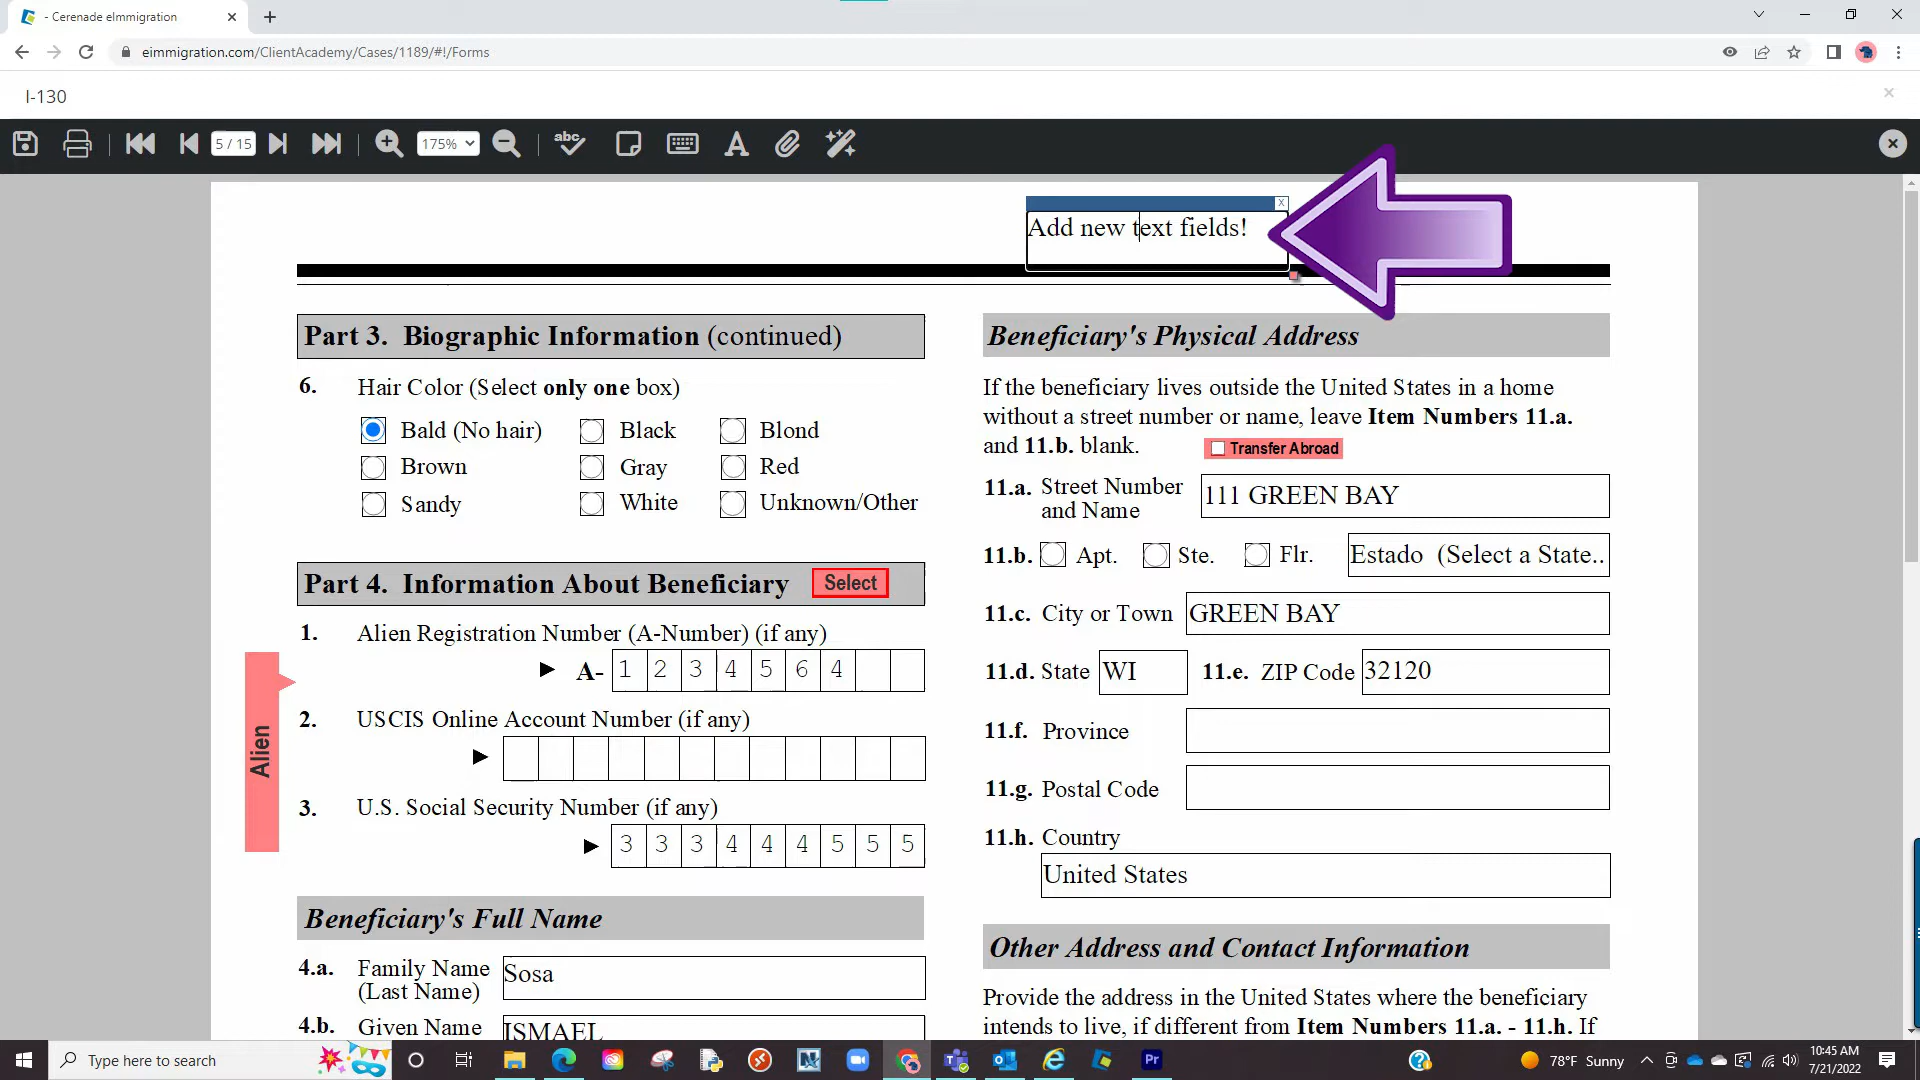 - Cerenade eImmigration
eimmigration.com/ClientAcademy/Cases/1189/#!/Forms
I-130
5 / 15
175%
abc
Add new text fields!
Part 3. Biographic Information (continued)
6. Hair Color (Select only one box)
Bald (No hair) Black Blond
Brown Gray Red
Sandy White Unknown/Other
Part 4. Information About Beneficiary Select
1. Alien Registration Number (A-Number) (if any)
A- 1 2 3 4 5 6 4
2. USCIS Online Account Number (if any)
3. U.S. Social Security Number (if any)
3 3 3 4 4 4 5 5 5
Alien
Beneficiary's Full Name
4.a. Family Name (Last Name) Sosa
4.b. Given Name ISMAEL
Beneficiary's Physical Address
If the beneficiary lives outside the United States in a home
without a street number or name, leave Item Numbers 11.a.
and 11.b. blank.
Transfer Abroad
11.a. Street Number and Name 111 GREEN BAY
11.b. Apt. Ste. Flr. Estado (Select a State..
11.c. City or Town GREEN BAY
11.d. State WI 11.e. ZIP Code 32120
11.f. Province
11.g. Postal Code
11.h. Country
United States
Other Address and Contact Information
Provide the address in the United States where the beneficiary
intends to live, if different from Item Numbers 11.a. - 11.h. If
Type here to search
Pr
78°F Sunny
10:45 AM
7/21/2022